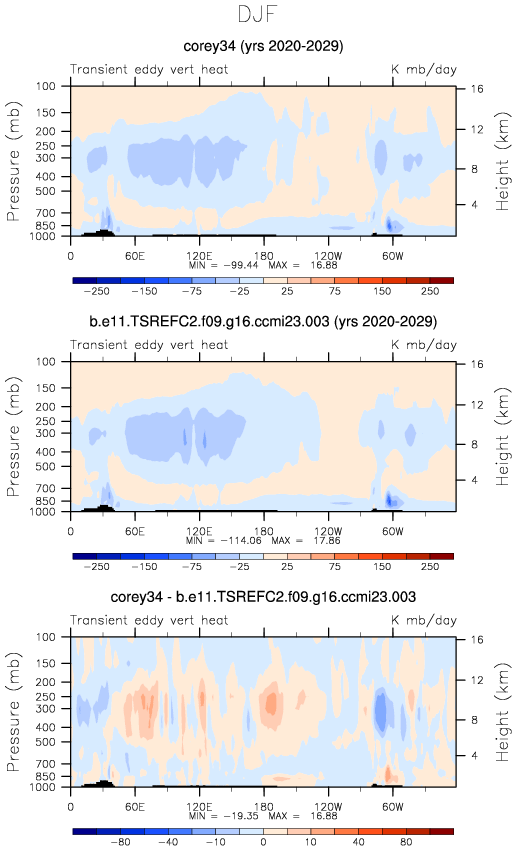 DJF
corey34 (yrs 2020-2029)
Transient eddy vert heat K mb/day
Pressure (mb)
Height (km)
100
150
200
250
300
400
500
700
850
1000
16
12
8
4
0 60E 120E 180 120W 60W
MIN = -99.44 MAX = 16.88
-250 -150 -75 -25 25 75 150 250
b.e11.TSREFC2.f09.g16.ccmi23.003 (yrs 2020-2029)
Transient eddy vert heat K mb/day
Pressure (mb)
Height (km)
100
150
200
250
300
400
500
700
850
1000
16
12
8
4
0 60E 120E 180 120W 60W
MIN = -114.06 MAX = 17.86
-250 -150 -75 -25 25 75 150 250
corey34 - b.e11.TSREFC2.f09.g16.ccmi23.003
Transient eddy vert heat K mb/day
Pressure (mb)
Height (km)
100
150
200
250
300
400
500
700
850
1000
16
12
8
4
0 60E 120E 180 120W 60W
MIN = -19.35 MAX = 16.88
-80 -40 -10 0 10 40 80